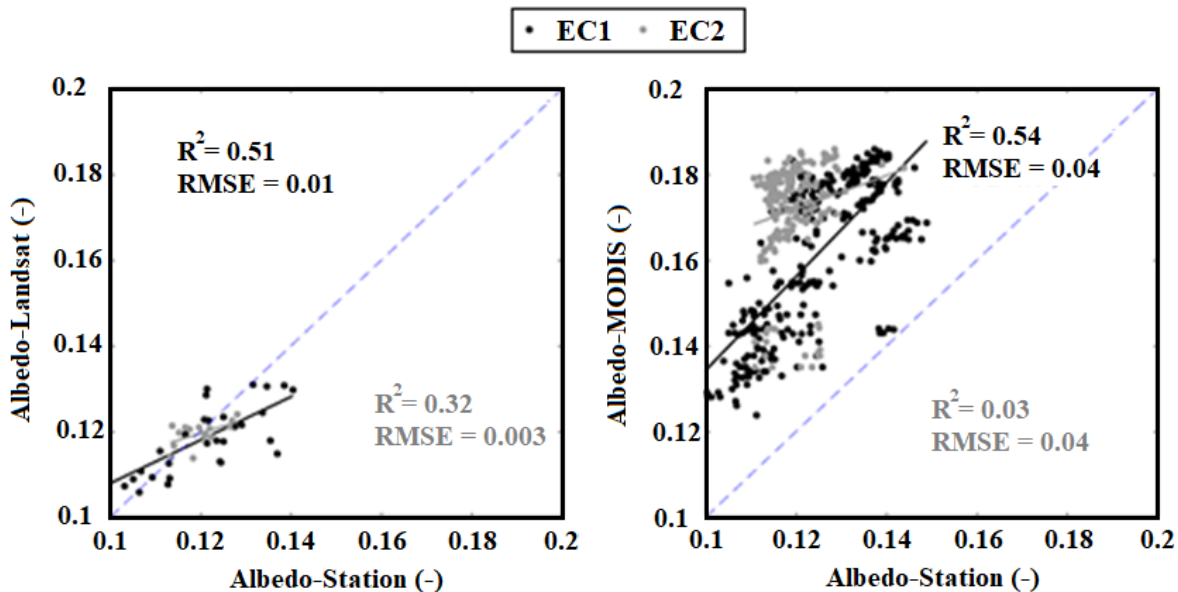 EC1 EC2
0.2
0.18
0.16
0.14
0.12
0.1
Albedo-Landsat (-)
R²= 0.51
RMSE = 0.01
R²= 0.32
RMSE = 0.003
0.1 0.12 0.14 0.16 0.18 0.2
Albedo-Station (-)
0.2
0.18
0.16
0.14
0.12
0.1
Albedo-MODIS (-)
R²= 0.54
RMSE = 0.04
R²= 0.03
RMSE = 0.04
0.1 0.12 0.14 0.16 0.18 0.2
Albedo-Station (-)